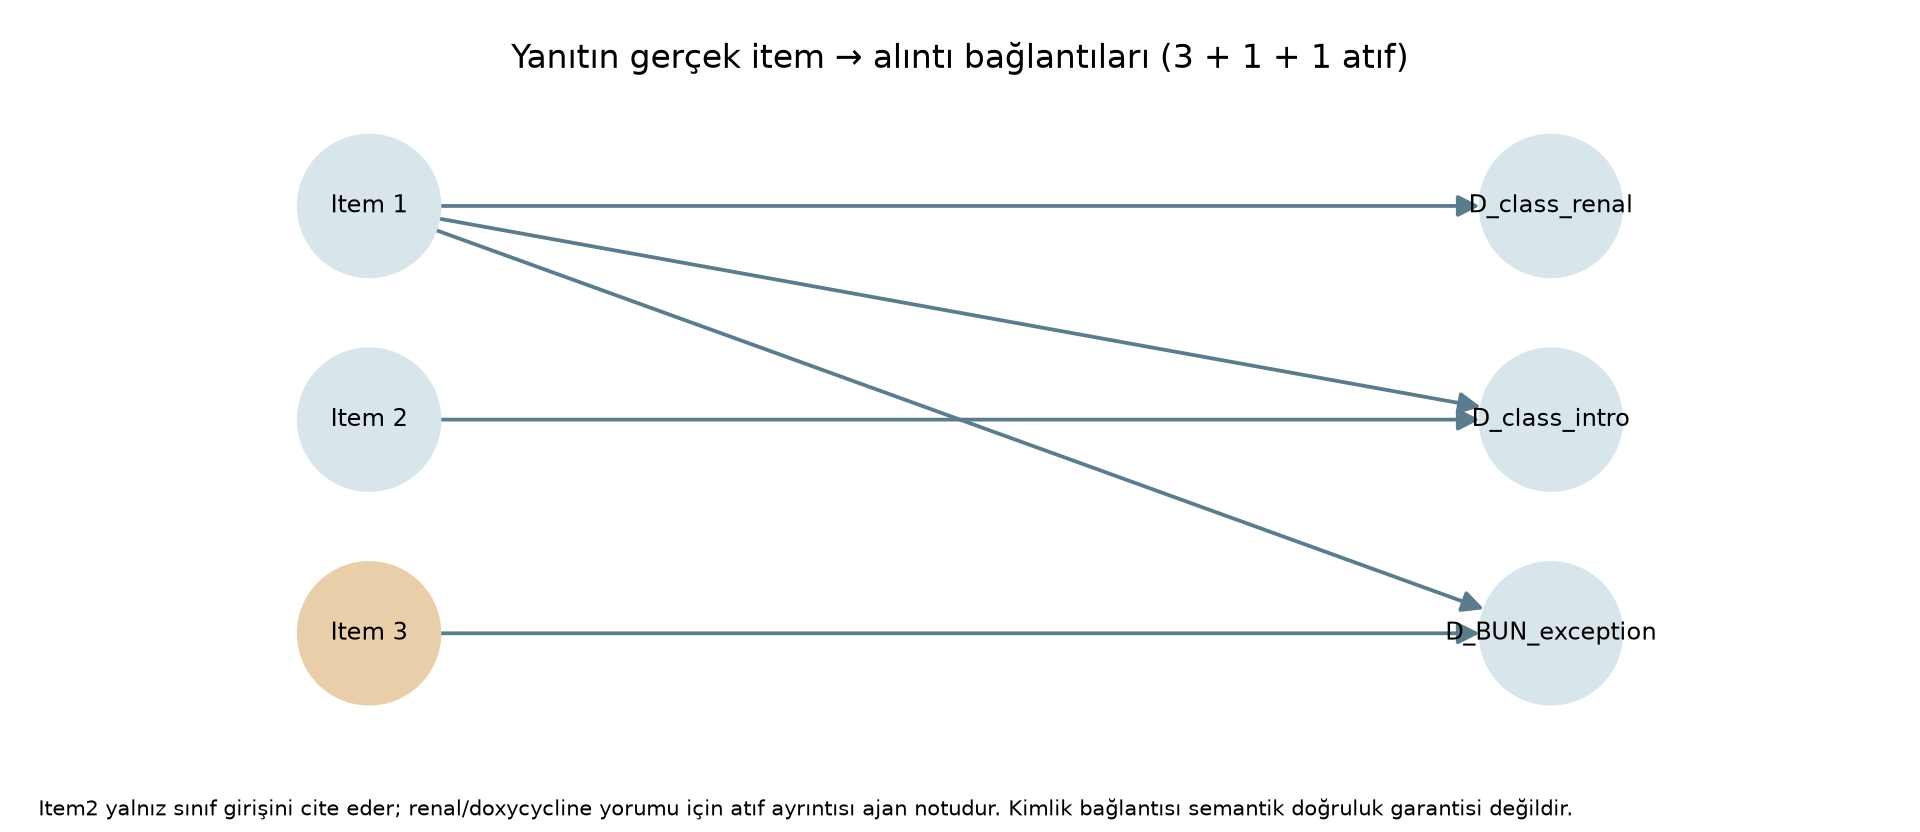 Yanıtın gerçek item → alıntı bağlantıları (3 + 1 + 1 atıf)
Item 1
D_class_renal
Item 2
D_class_intro
Item 3
D_BUN_exception
Item2 yalnız sınıf girişini cite eder; renal/doxycycline yorumu için atıf ayrıntısı ajan notudur. Kimlik bağlantısı semantik doğruluk garantisi değildir.